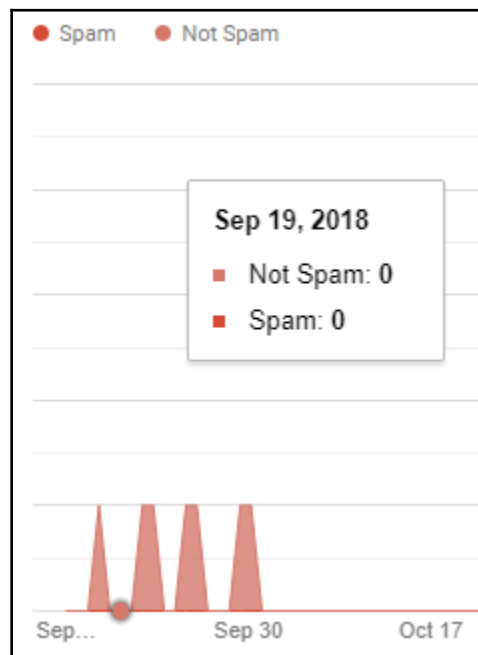 Spam Not Spam
Sep 19, 2018
Not Spam: 0
Spam: 0
Sep... Sep 30 Oct 17